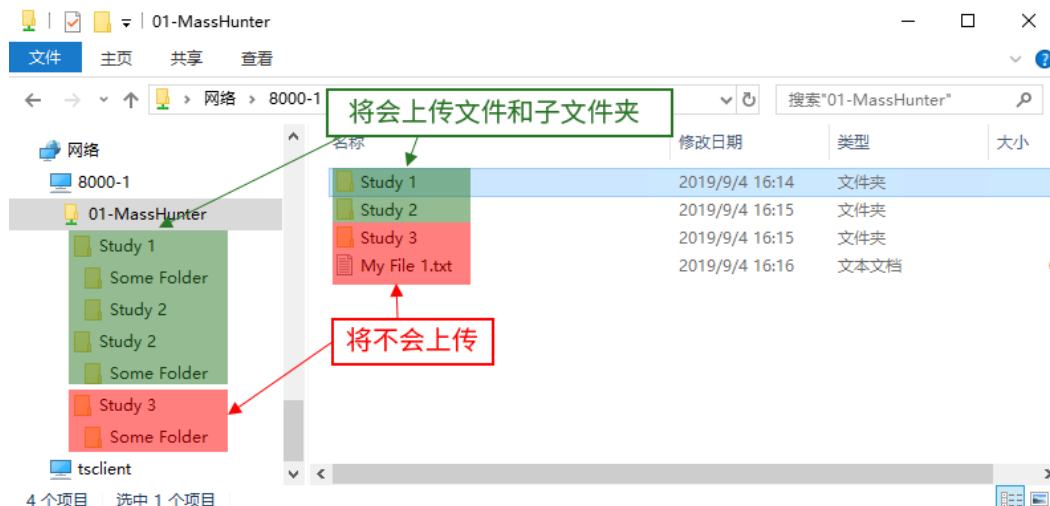 01-MassHunter
文件 主页 共享 查看
网络 8000-1 搜索"01-MassHunter"
将会上传文件和子文件夹
名称 修改日期 类型 大小
网络
8000-1
01-MassHunter
Study 1
Some Folder
Study 2
Study 2
Some Folder
Study 3
Some Folder
tsclient
Study 1 2019/9/4 16:14 文件夹
Study 2 2019/9/4 16:15 文件夹
Study 3 2019/9/4 16:15 文件夹
My File 1.txt 2019/9/4 16:16 文本文档
将不会上传
4 个项目 选中 1 个项目